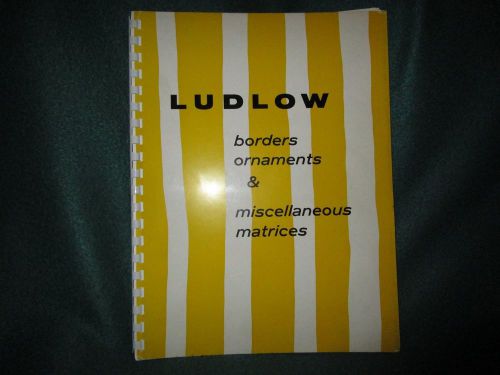 LUDLOW
borders
ornaments
&
miscellaneous
matrices